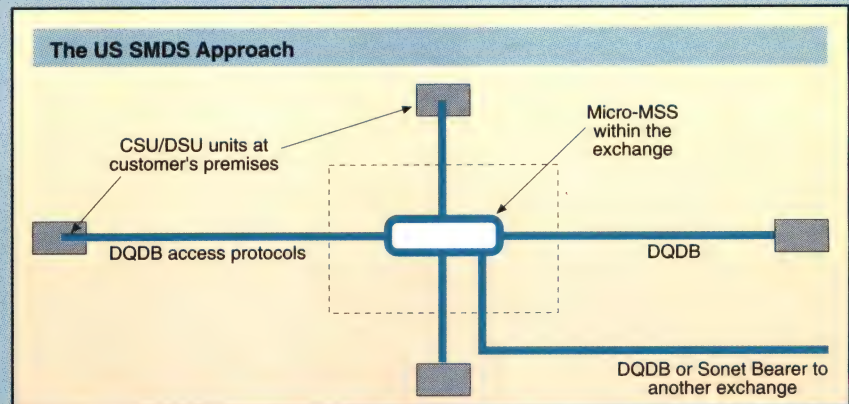 The US SMDS Approach
CSU/DSU units at
customer's premises
Micro-MSS
within the
exchange
DQDB access protocols
DQDB
DQDB or Sonet Bearer to
another exchange